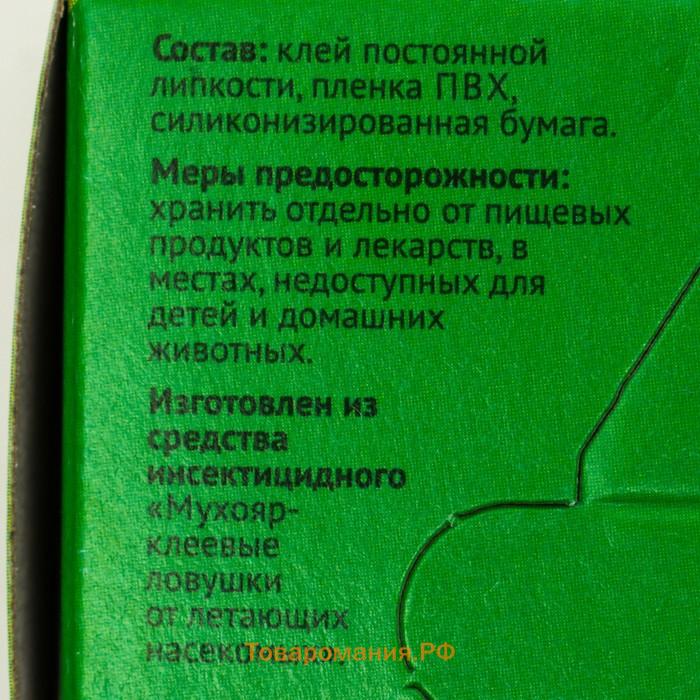 Состав: клей постоянной
липкости, пленка ПВХ,
силиконизированная бумага.
Меры предосторожности:
хранить отдельно от пищевых
продуктов и лекарств, в
местах, недоступных для
детей и домашних
животных.
Изготовлен из
средства
инсектицидного
«Мухояр-
клеевые
ловушки
от летающих
Товаромания.РФ